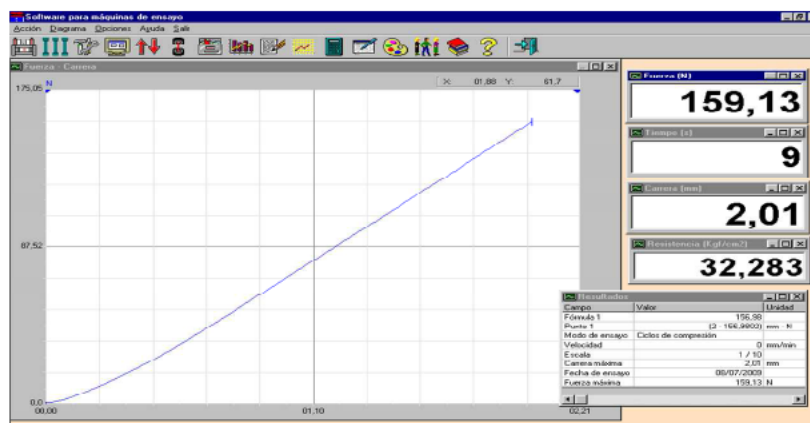 Software para máquinas de ensayo
Acción Diagrama Opciones Ayuda Salir
Fuerza - Carrera
X: 01,88 Y: 61,7
175,05 N
87,52
0,0
00,00 01,10 02,21
Fuerza (N)
159,13
Tiempo (s)
9
Carrera (mm)
2,01
Resistencia (Kgf/cm2)
32,283
Resultados
Campo Valor Unidad
Fórmula 1 156,98
Punto 1 (2 - 156,9802) mm - N
Modo de ensayo Ciclos de compresión
Velocidad 0 mm/min
Escala 1 / 10
Carrera máxima 2,01 mm
Fecha de ensayo 08/07/2009
Fuerza máxima 159,13 N